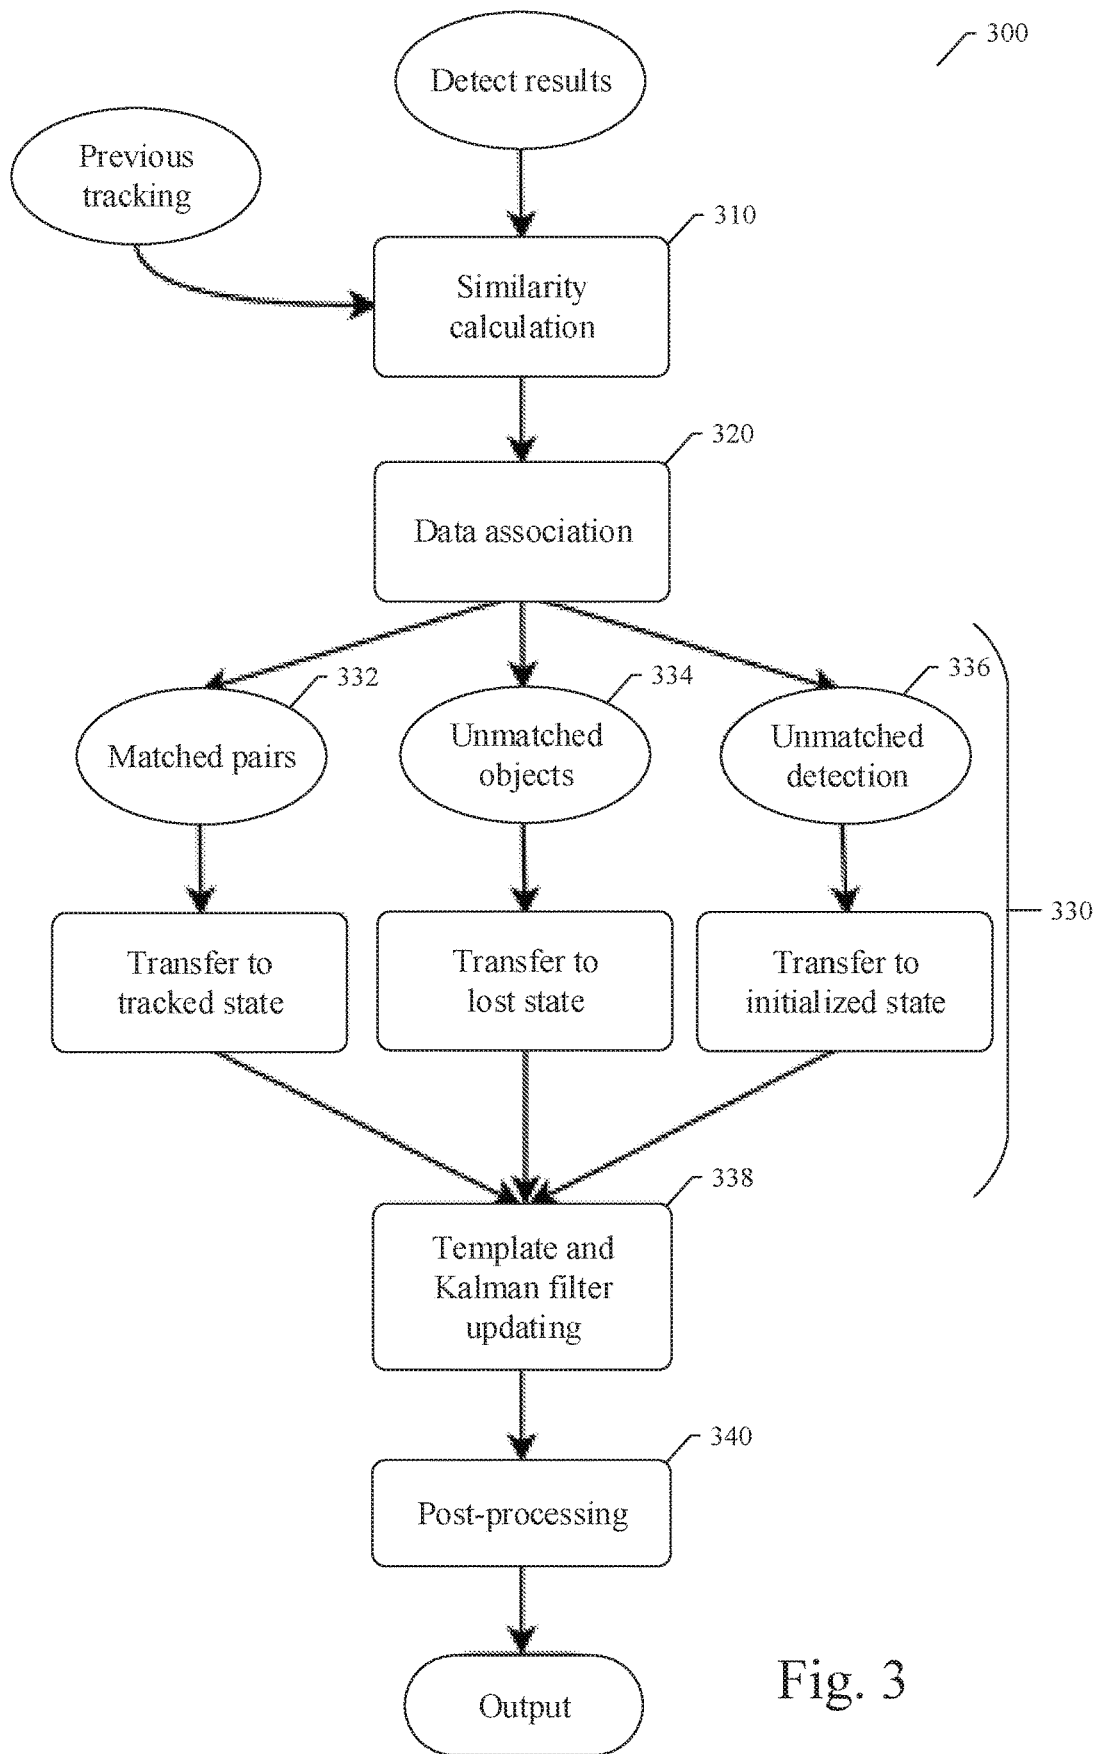 300
Detect results
Previous
tracking
310
Similarity
calculation
320
Data association
332
334
336
Matched pairs
Unmatched
objects
Unmatched
detection
330
Transfer to
tracked state
Transfer to
lost state
Transfer to
initialized state
338
Template and
Kalman filter
updating
340
Post-processing
Output
Fig. 3